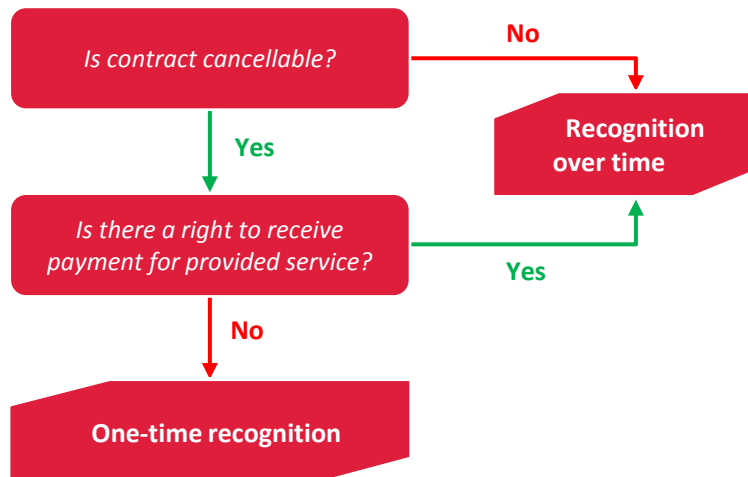 Is contract cancellable?
No
Recognition
over time
Yes
Is there a right to receive
payment for provided service?
Yes
No
One-time recognition